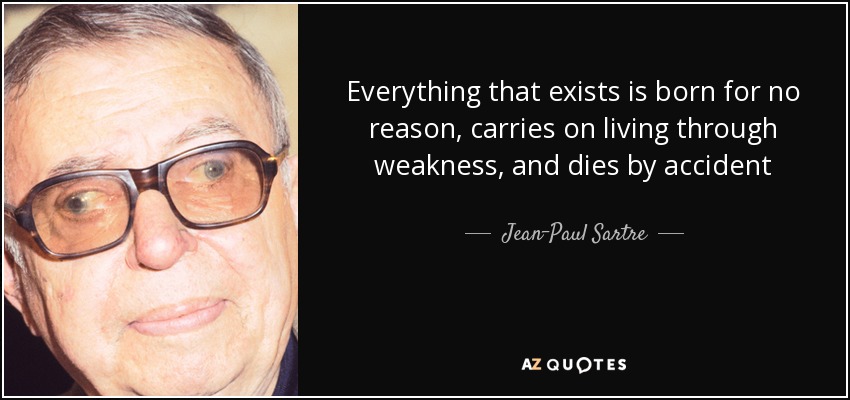 Everything that exists is born for no
reason, carries on living through
weakness, and dies by accident
Jean-Paul Sartre
AZ QUOTES